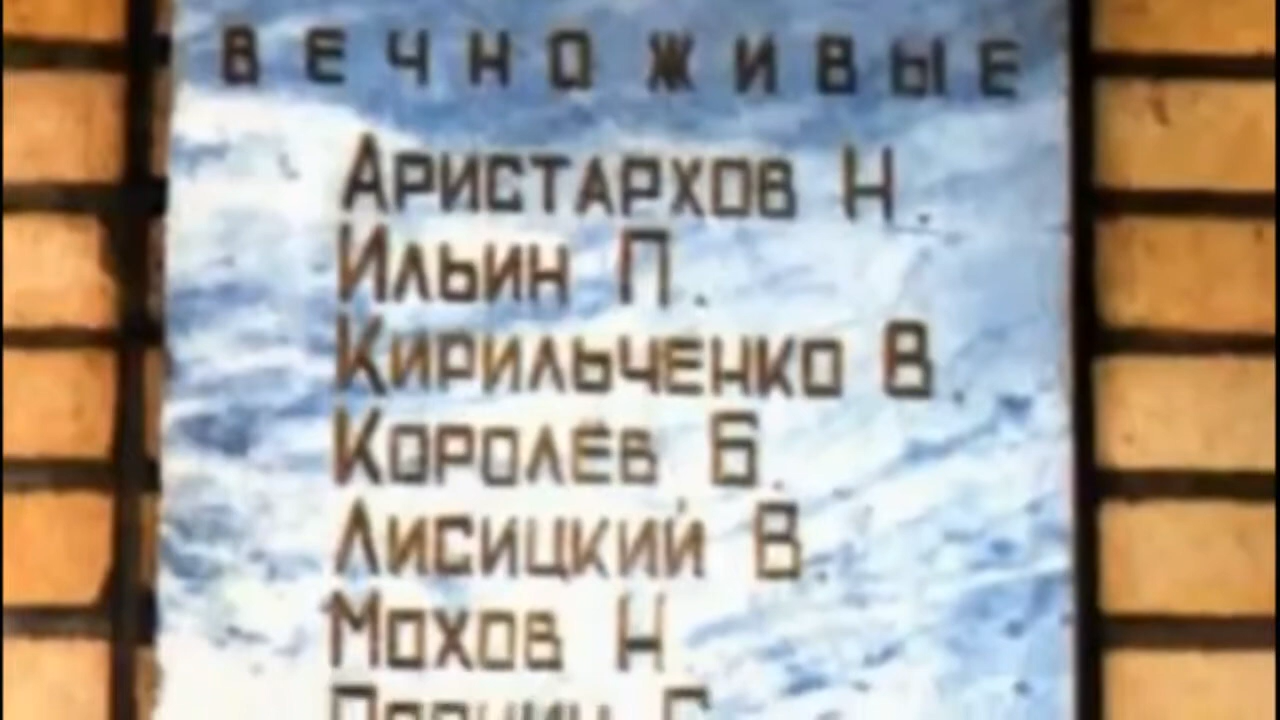 ВЕЧНО ЖИВЫЕ
АРИСТАРХОВ Н.
ИЛЬИН П.
КИРИЛЬЧЕНКО В.
КОРОЛЁВ Б.
ЛИСИЦКИЙ В.
МОХОВ Н.